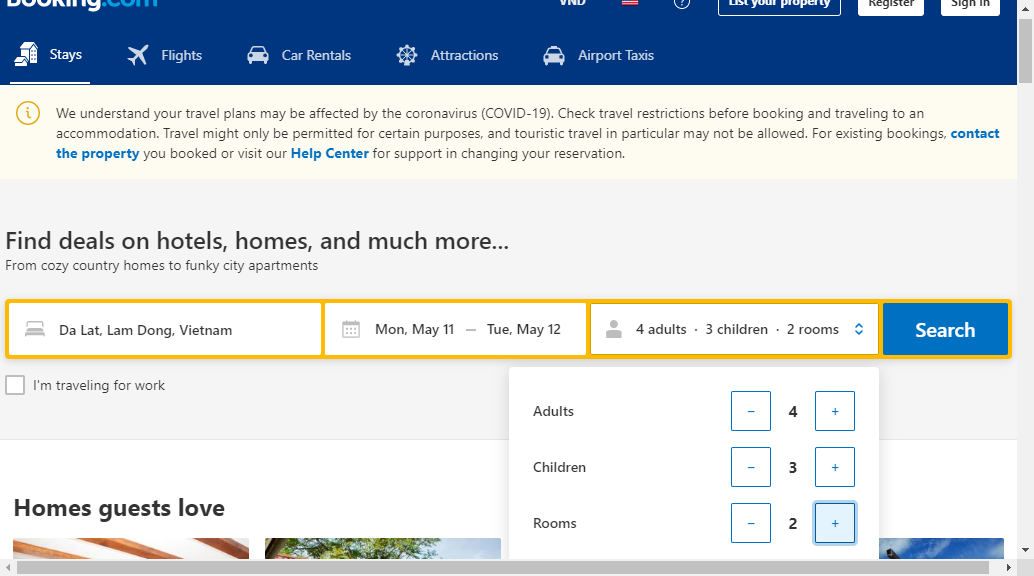 Booking.com
VND
List your property
Register
Sign in
Stays
Flights
Car Rentals
Attractions
Airport Taxis
We understand your travel plans may be affected by the coronavirus (COVID-19). Check travel restrictions before booking and traveling to an
accommodation. Travel might only be permitted for certain purposes, and touristic travel in particular may not be allowed. For existing bookings, contact
the property you booked or visit our Help Center for support in changing your reservation.
Find deals on hotels, homes, and much more...
From cozy country homes to funky city apartments
Da Lat, Lam Dong, Vietnam
Mon, May 11 — Tue, May 12
4 adults · 3 children · 2 rooms
Search
I'm traveling for work
Adults − 4 +
Children − 3 +
Rooms − 2 +
Homes guests love